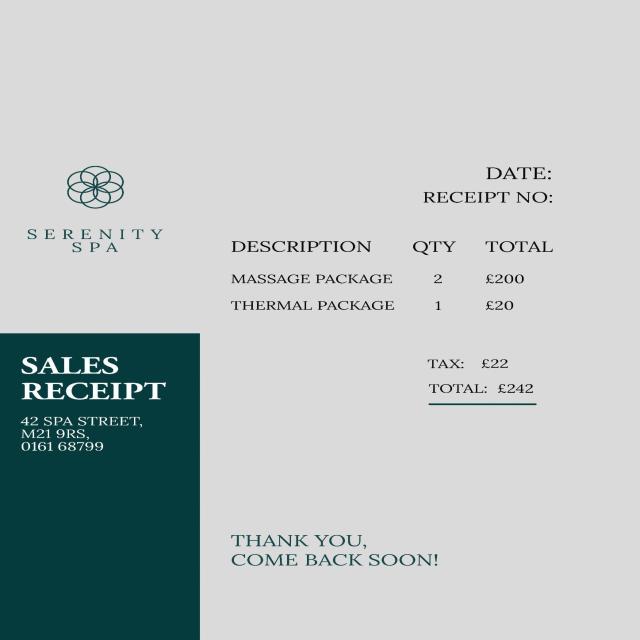 SERENITY
SPA
DATE:
RECEIPT NO:
DESCRIPTION QTY TOTAL
MASSAGE PACKAGE 2 £200
THERMAL PACKAGE 1 £20
TAX: £22
TOTAL: £242
SALES
RECEIPT
42 SPA STREET,
M21 9RS,
0161 68799
THANK YOU,
COME BACK SOON!